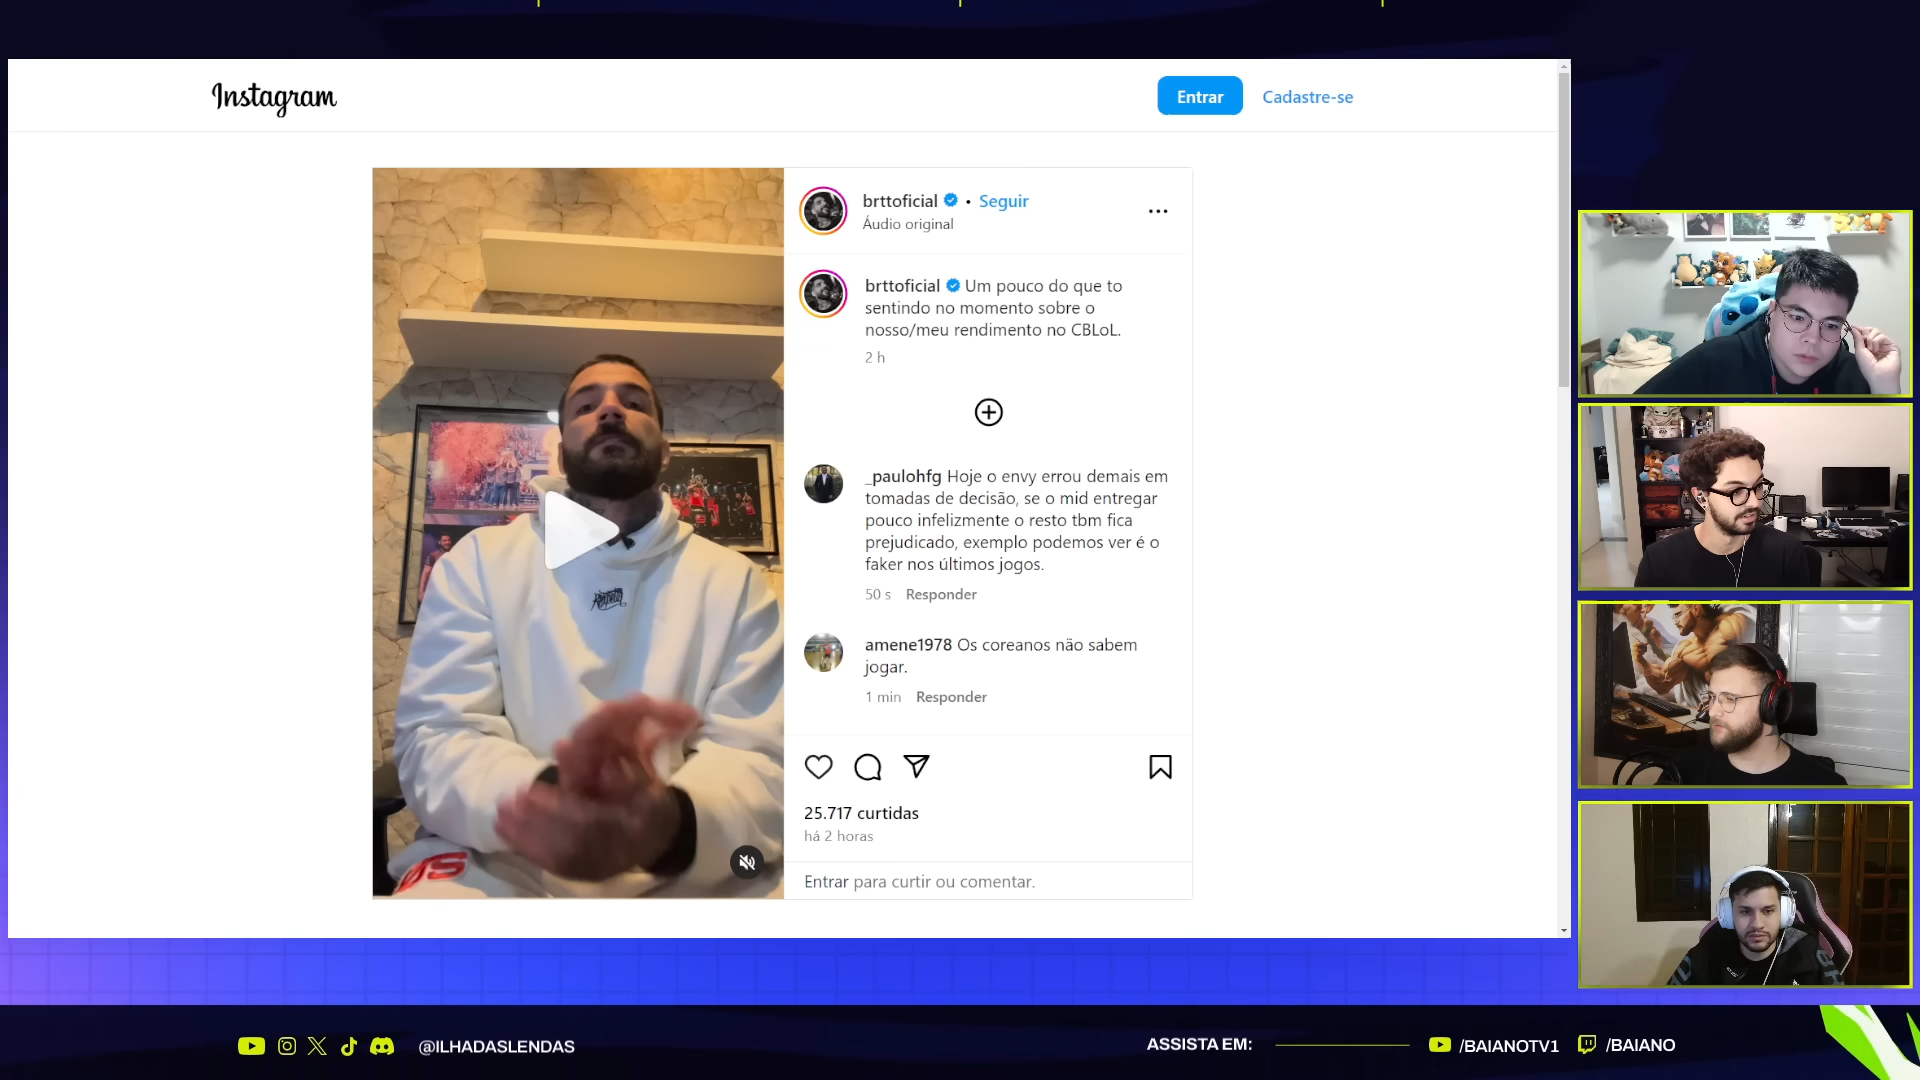 Instagram
Entrar
Cadastre-se
brttoficial • Seguir
Áudio original
brttoficial Um pouco do que to
sentindo no momento sobre o
nosso/meu rendimento no CBLoL.
2 h
_paulohfg Hoje o envy errou demais em
tomadas de decisão, se o mid entregar
pouco infelizmente o resto tbm fica
prejudicado, exemplo podemos ver é o
faker nos últimos jogos.
50 s Responder
amene1978 Os coreanos não sabem
jogar.
1 min Responder
25.717 curtidas
há 2 horas
Entrar para curtir ou comentar.
@ILHADASLENDAS
ASSISTA EM:
/BAIANOTV1
/BAIANO